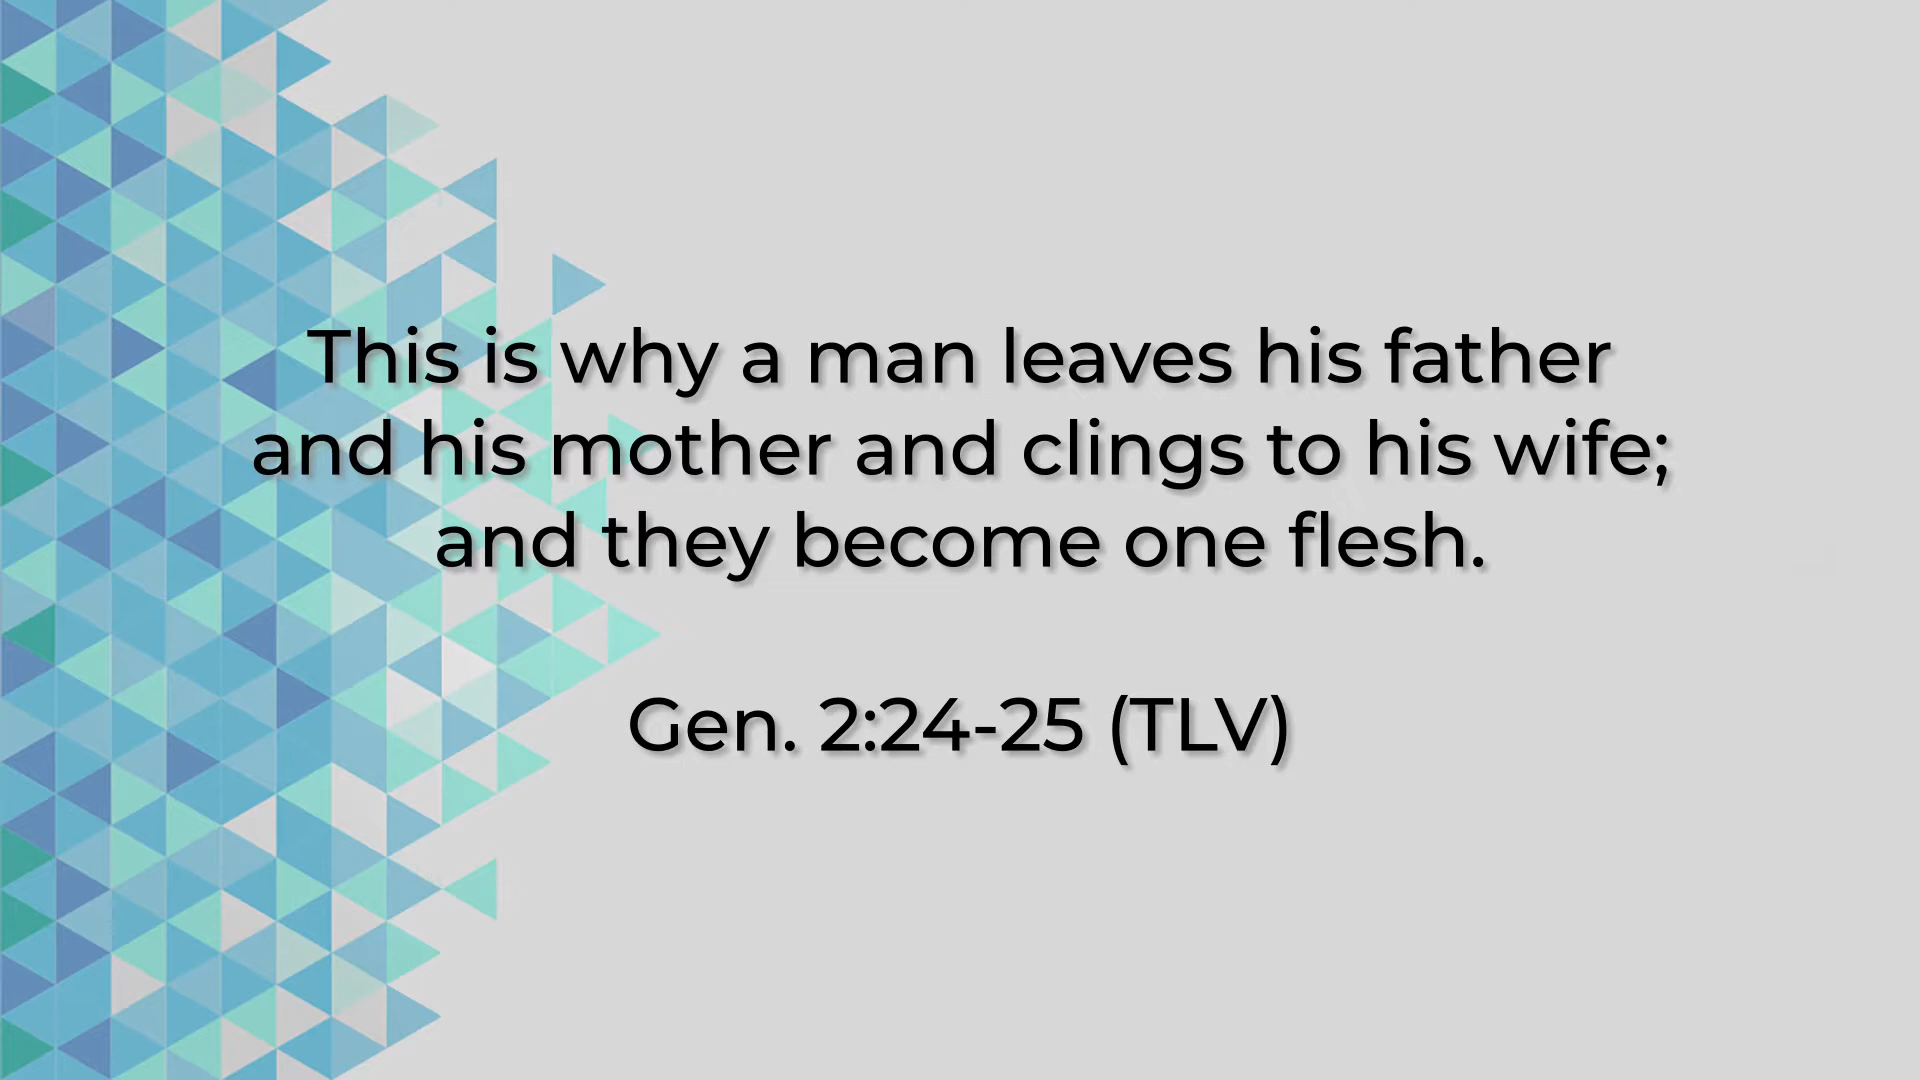 This is why a man leaves his father
and his mother and clings to his wife;
and they become one flesh.
Gen. 2:24-25 (TLV)